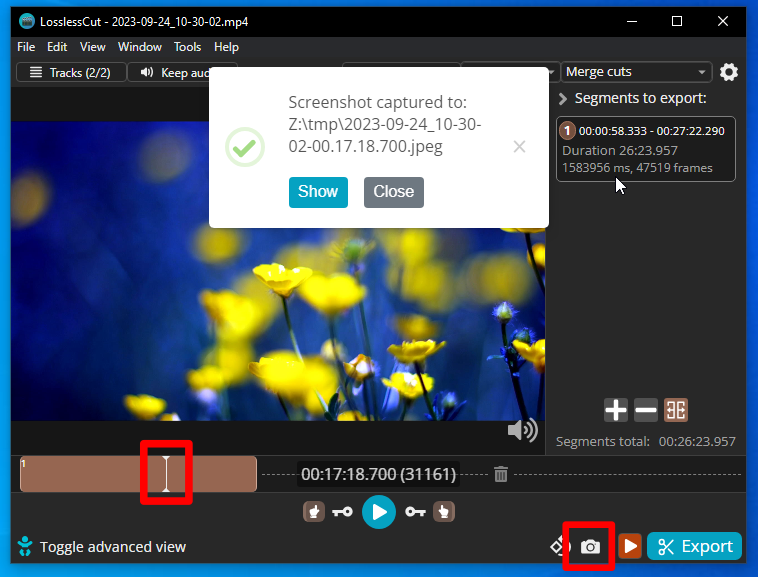 LosslessCut - 2023-09-24_10-30-02.mp4
File Edit View Window Tools Help
Tracks (2/2)
Keep
Merge cuts
Screenshot captured to:
Z:\tmp\2023-09-24_10-30-
02-00.17.18.700.jpeg
Show
Close
Segments to export:
1 00:00:58.333 - 00:27:22.290
Duration 26:23.957
1583956 ms, 47519 frames
Segments total: 00:26:23.957
1
00:17:18.700 (31161)
Toggle advanced view
Export